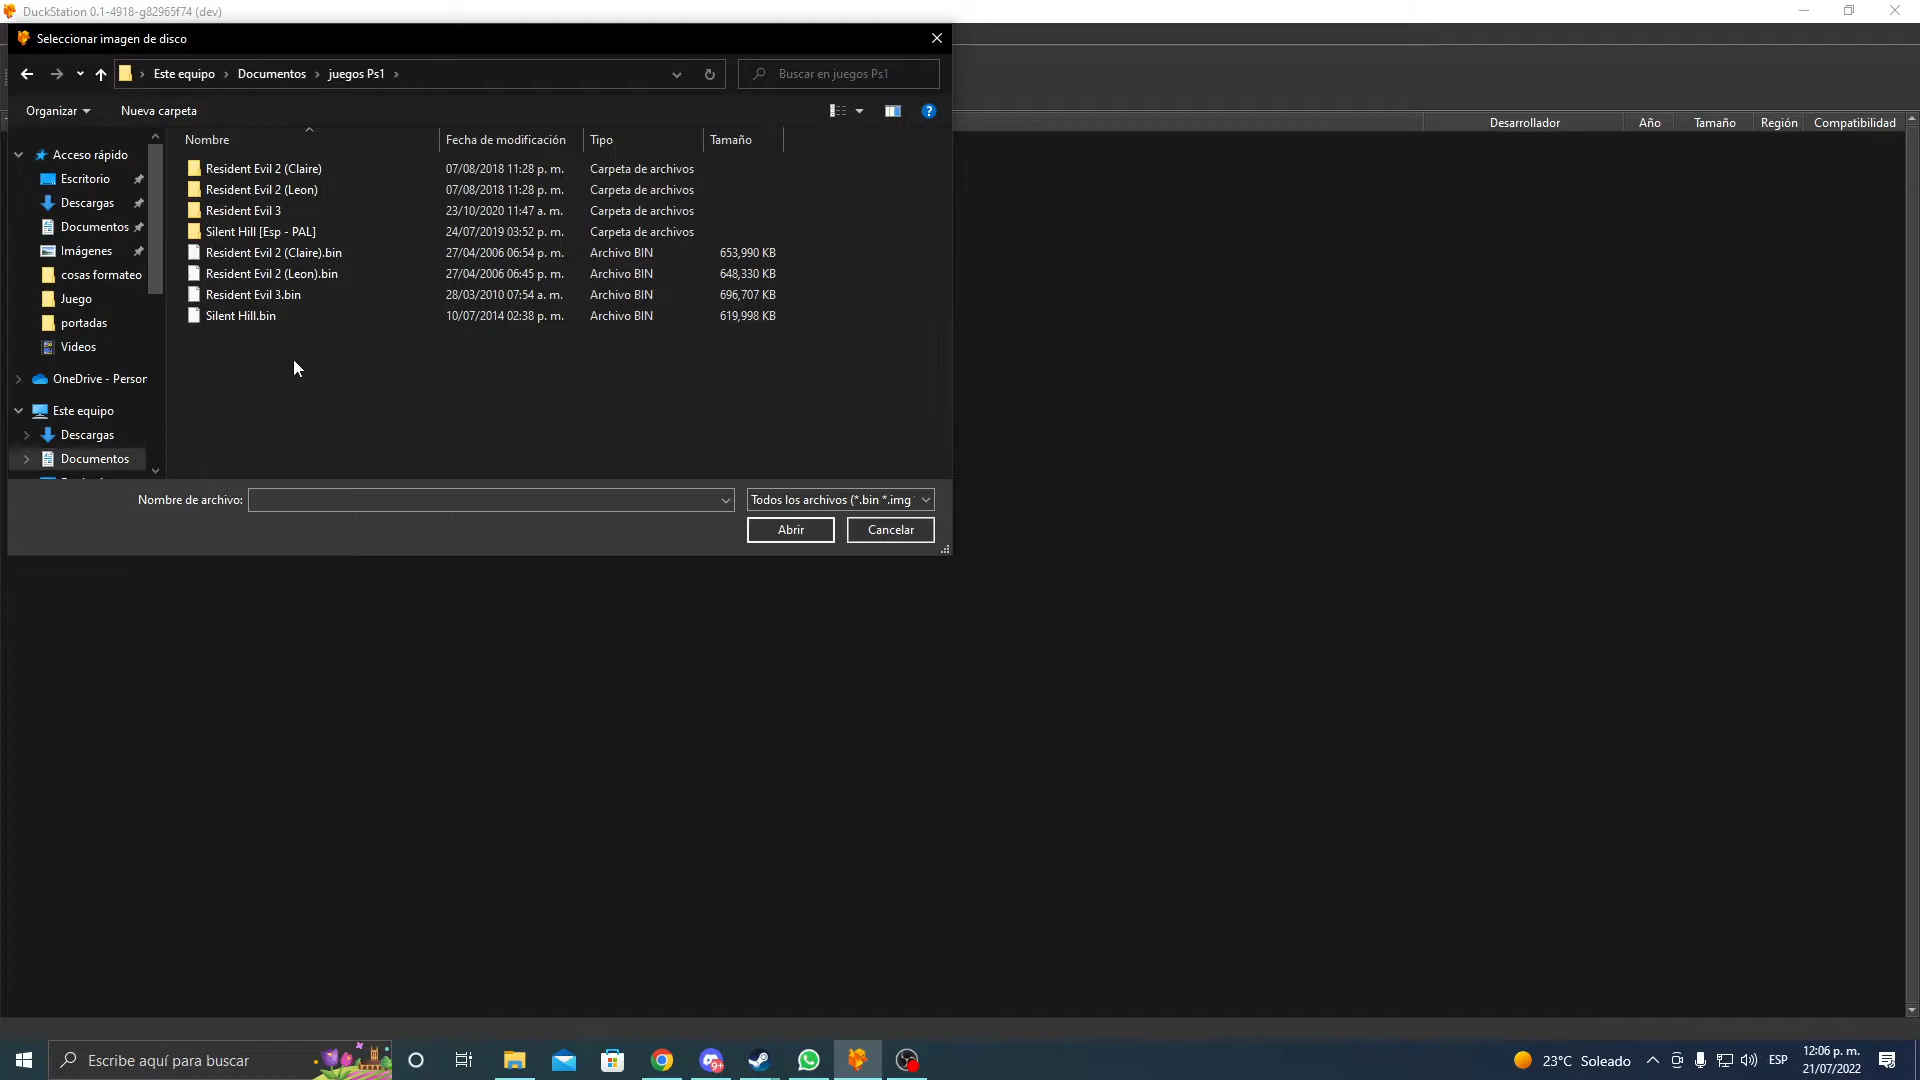 DuckStation 0.1-4918-g82965f74 (dev)
Seleccionar imagen de disco
Este equipo › Documentos › juegos Ps1 ›
Buscar en juegos Ps1
Organizar
Nueva carpeta
Desarrollador Año Tamaño Región Compatibilidad
Nombre Fecha de modificación Tipo Tamaño
Acceso rápido
Escritorio
Descargas
Documentos
Imágenes
cosas formateo
Juego
portadas
Videos
OneDrive - Person
Este equipo
Descargas
Documentos
Resident Evil 2 (Claire) 07/08/2018 11:28 p. m. Carpeta de archivos
Resident Evil 2 (Leon) 07/08/2018 11:28 p. m. Carpeta de archivos
Resident Evil 3 23/10/2020 11:47 a. m. Carpeta de archivos
Silent Hill [Esp - PAL] 24/07/2019 03:52 p. m. Carpeta de archivos
Resident Evil 2 (Claire).bin 27/04/2006 06:54 p. m. Archivo BIN 653,990 KB
Resident Evil 2 (Leon).bin 27/04/2006 06:45 p. m. Archivo BIN 648,330 KB
Resident Evil 3.bin 28/03/2010 07:54 a. m. Archivo BIN 696,707 KB
Silent Hill.bin 10/07/2014 02:38 p. m. Archivo BIN 619,998 KB
Nombre de archivo:
Todos los archivos (*.bin *.img
Abrir
Cancelar
Escribe aquí para buscar
9+
23°C Soleado
ESP
12:06 p. m.
21/07/2022